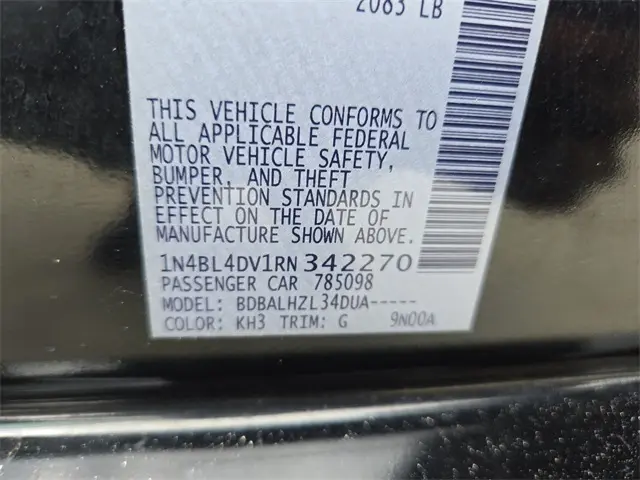 2083 LB
THIS VEHICLE CONFORMS TO
ALL APPLICABLE FEDERAL
MOTOR VEHICLE SAFETY,
BUMPER, AND THEFT
PREVENTION STANDARDS IN
EFFECT ON THE DATE OF
MANUFACTURE SHOWN ABOVE.
1N4BL4DV1RN342270
PASSENGER CAR 785098
MODEL: BDBALHZL34DUA-----
COLOR: KH3 TRIM: G 9N00A